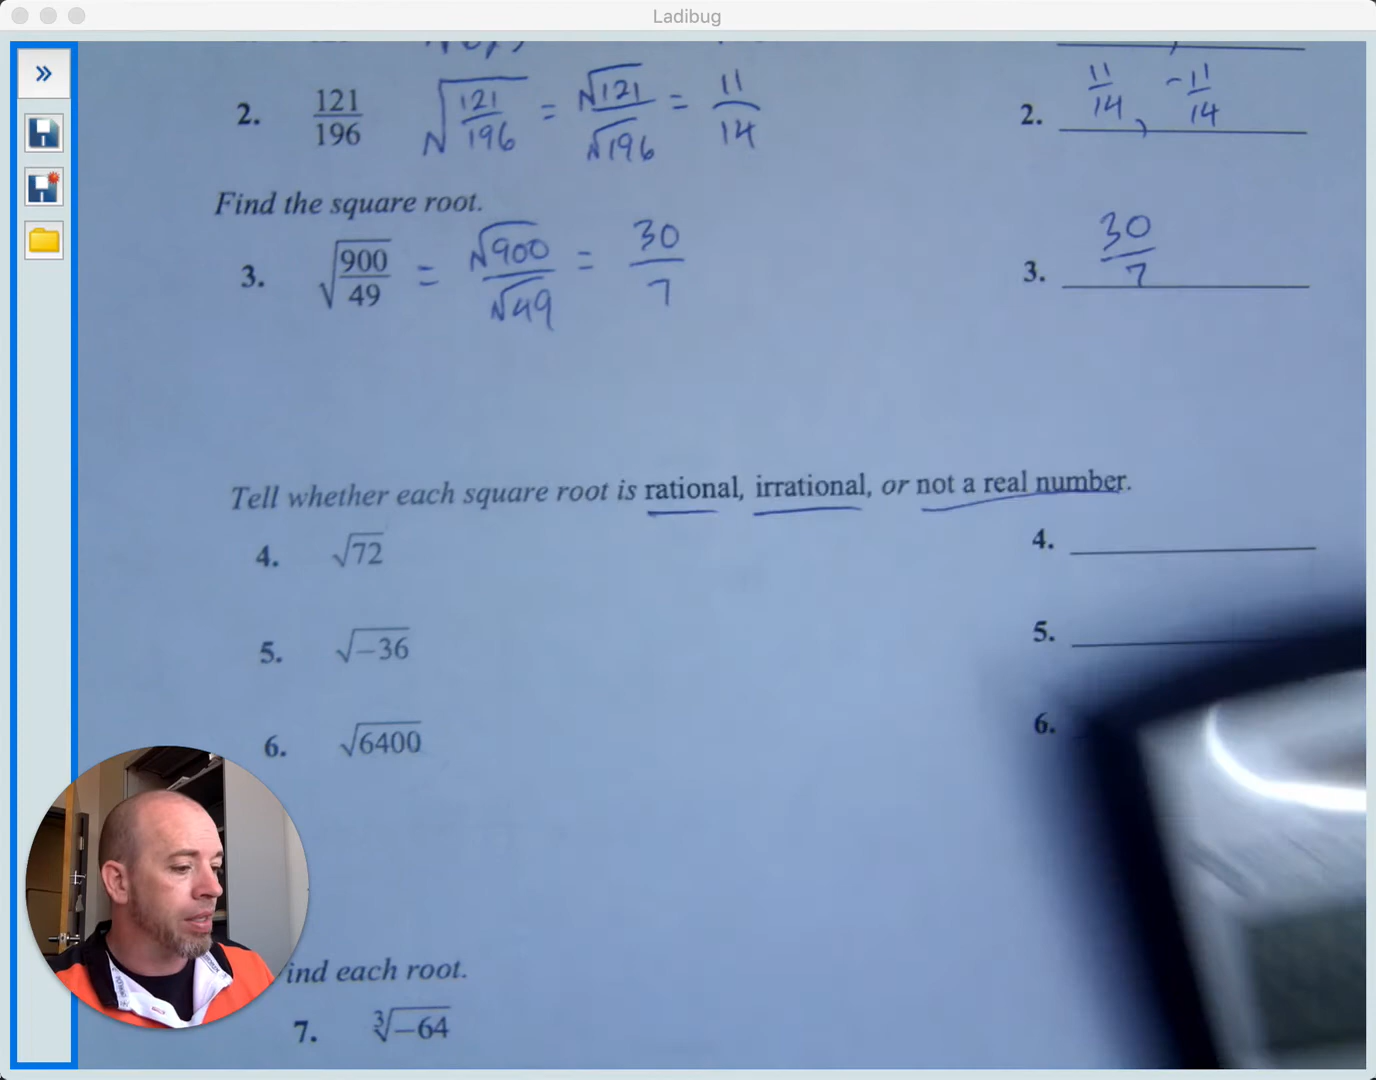 Ladibug
2. 121/196 √121/196 = √121/√196 = 11/14 2. 11/14, -11/14
Find the square root.
3. √900/49 = √900/√49 = 30/7 3. 30/7
Tell whether each square root is rational, irrational, or not a real number.
4. √72 4.
5. √-36 5.
6. √6400 6.
ind each root.
7. ∛-64